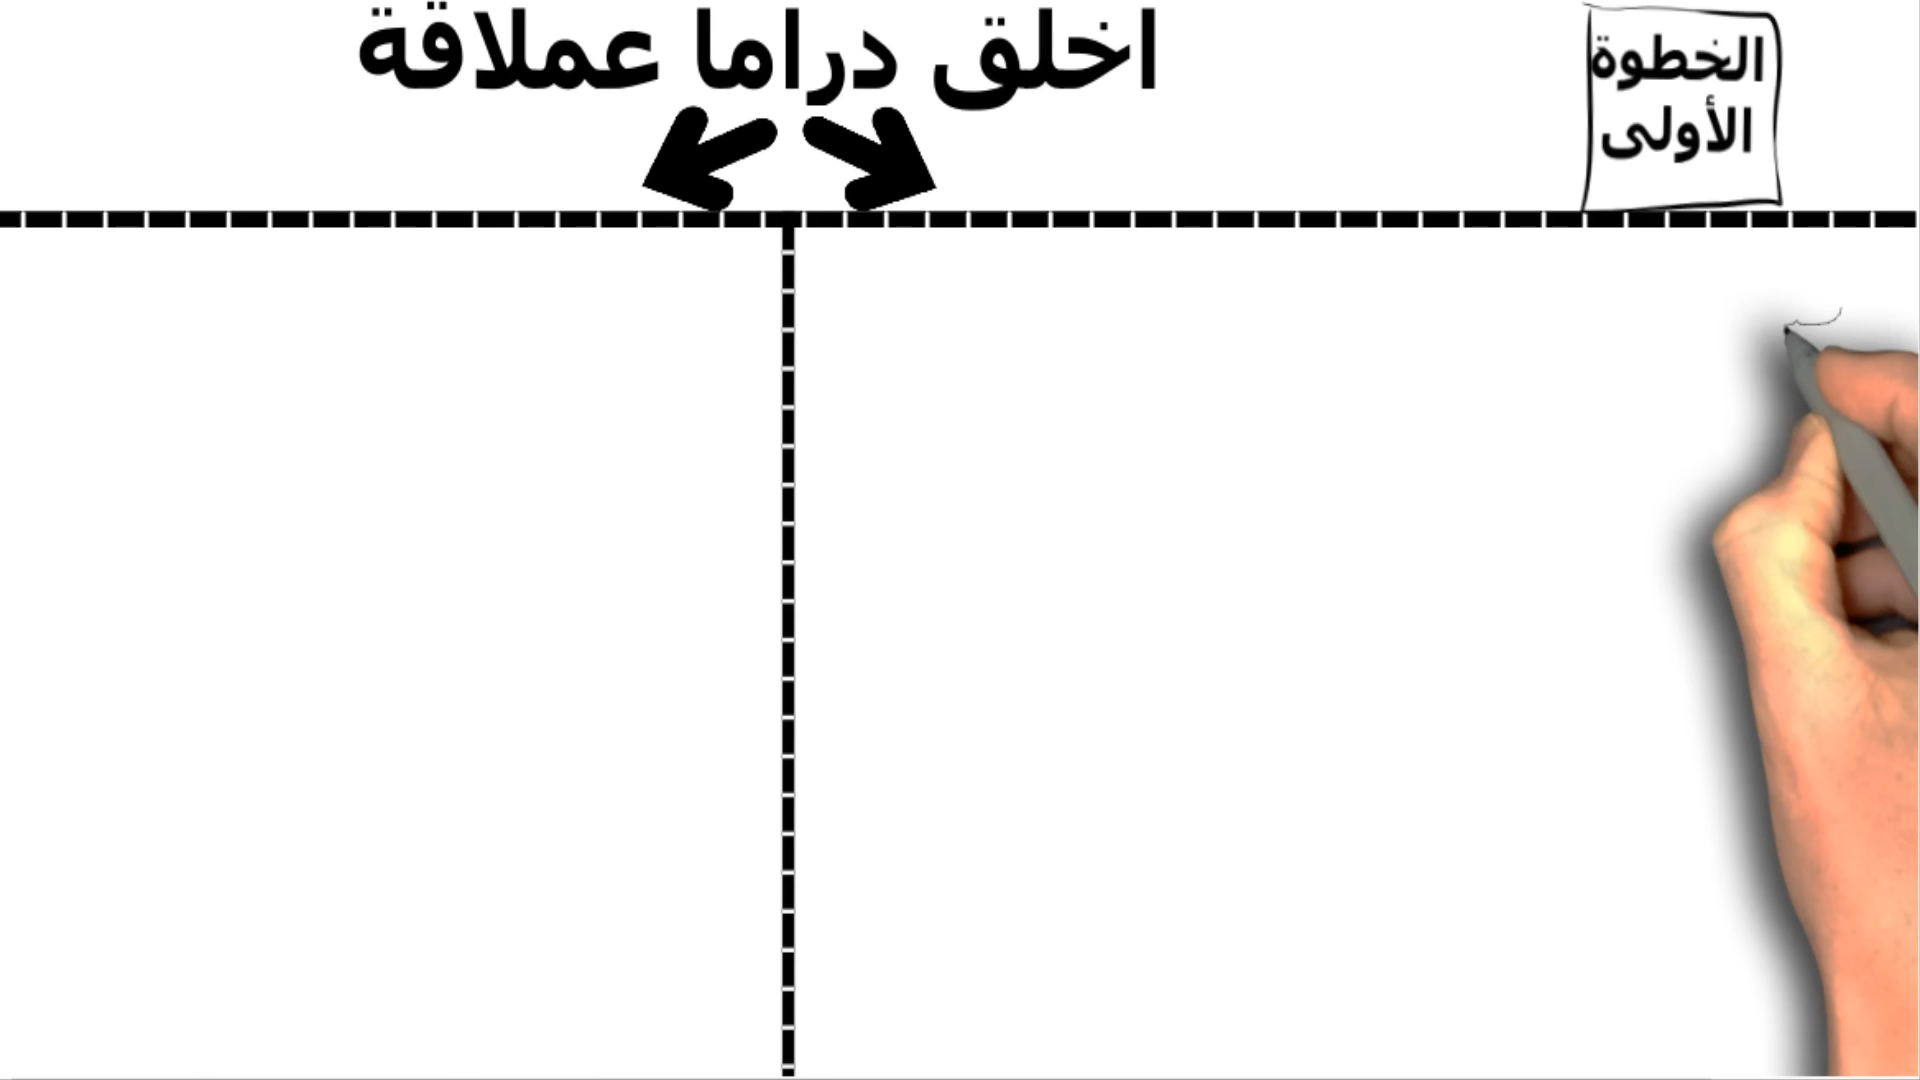 الخطوة
الأولى
اخلق دراما عملاقة